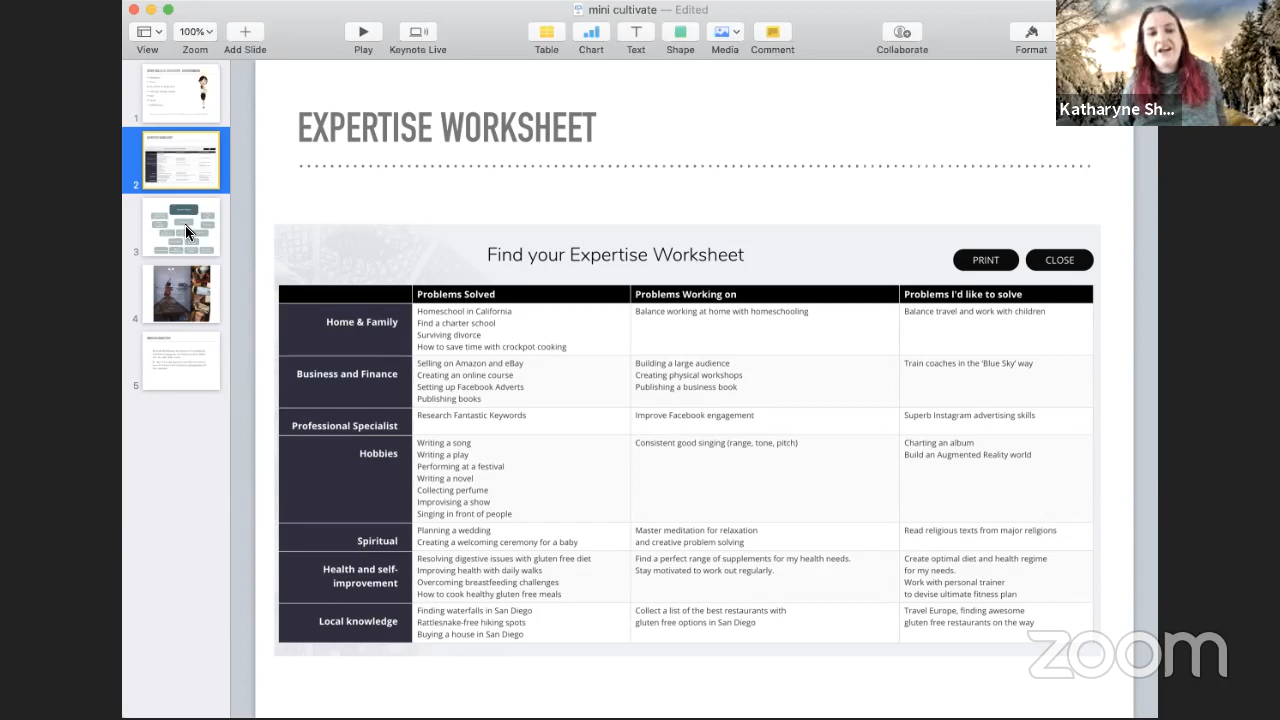 mini cultivate — Edited
100%
View Zoom Add Slide Play Keynote Live Table Chart Text Shape Media Comment Collaborate Format
Katharyne Sh...
1
2
3
4
5
EXPERTISE WORKSHEET
Find your Expertise Worksheet
PRINT CLOSE
Problems Solved Problems Working on Problems I'd like to solve
Home & Family
Homeschool in California
Find a charter school
Surviving divorce
How to save time with crockpot cooking
Balance working at home with homeschooling
Balance travel and work with children
Business and Finance
Selling on Amazon and eBay
Creating an online course
Setting up Facebook Adverts
Publishing books
Building a large audience
Creating physical workshops
Publishing a business book
Train coaches in the ‘Blue Sky’ way
Professional Specialist
Research Fantastic Keywords
Improve Facebook engagement
Superb Instagram advertising skills
Hobbies
Writing a song
Writing a play
Performing at a festival
Writing a novel
Collecting perfume
Improvising a show
Singing in front of people
Consistent good singing (range, tone, pitch)
Charting an album
Build an Augmented Reality world
Spiritual
Planning a wedding
Creating a welcoming ceremony for a baby
Master meditation for relaxation
and creative problem solving
Read religious texts from major religions
Health and self-
improvement
Resolving digestive issues with gluten free diet
Improving health with daily walks
Overcoming breastfeeding challenges
How to cook healthy gluten free meals
Find a perfect range of supplements for my health needs.
Stay motivated to work out regularly.
Create optimal diet and health regime
for my needs.
Work with personal trainer
to devise ultimate fitness plan
Local knowledge
Finding waterfalls in San Diego
Rattlesnake-free hiking spots
Buying a house in San Diego
Collect a list of the best restaurants with
gluten free options in San Diego
Travel Europe, finding awesome
gluten free restaurants on the way
zoom